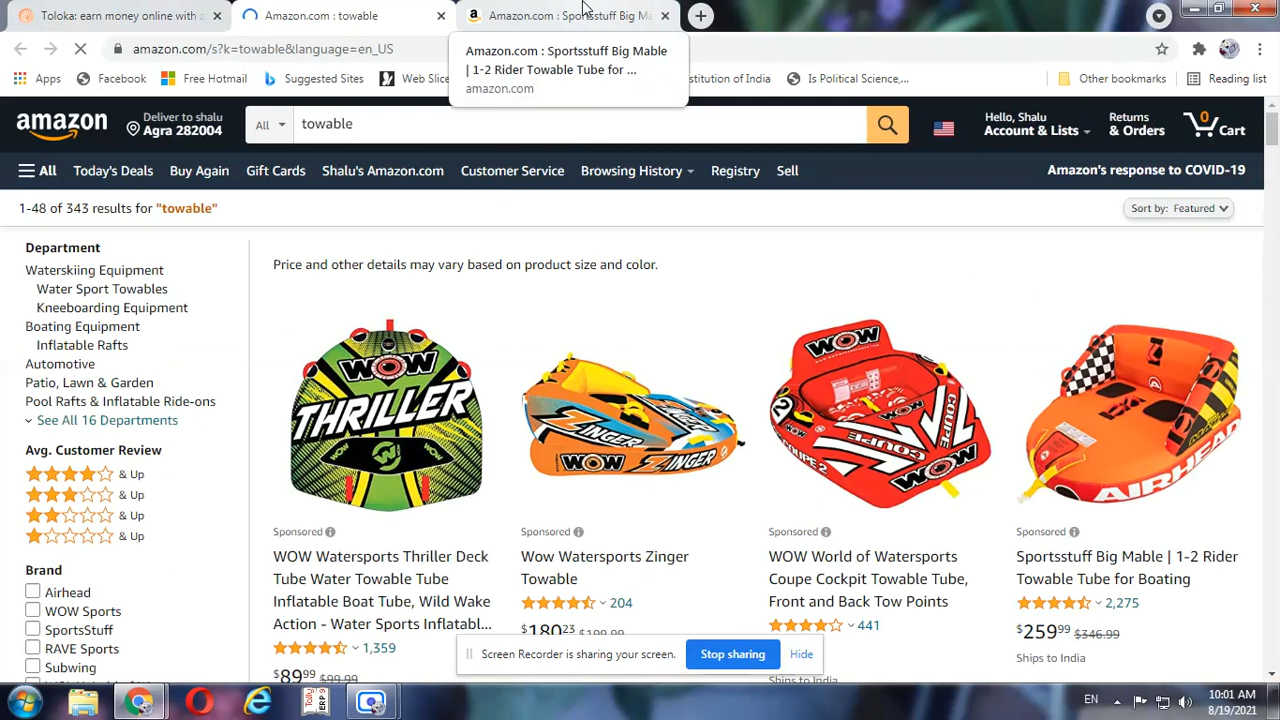 Toloka: earn money online with a
Amazon.com : towable
Amazon.com : Sportsstuff Big Ma
amazon.com/s?k=towable&language=en_US
Amazon.com : Sportsstuff Big Mable
| 1-2 Rider Towable Tube for ...
amazon.com
Apps
Facebook
Free Hotmail
Suggested Sites
Web Slice
stitution of India
Is Political Science,...
Other bookmarks
Reading list
amazon
Deliver to shalu
Agra 282004
All
towable
Hello, Shalu
Account & Lists
Returns
& Orders
0
Cart
All
Today's Deals
Buy Again
Gift Cards
Shalu's Amazon.com
Customer Service
Browsing History
Registry
Sell
Amazon's response to COVID-19
1-48 of 343 results for "towable"
Sort by: Featured
Department
Waterskiing Equipment
Water Sport Towables
Kneeboarding Equipment
Boating Equipment
Inflatable Rafts
Automotive
Patio, Lawn & Garden
Pool Rafts & Inflatable Ride-ons
See All 16 Departments
Avg. Customer Review
& Up
& Up
& Up
& Up
Brand
Airhead
WOW Sports
SportsStuff
RAVE Sports
Subwing
Price and other details may vary based on product size and color.
WOW
THRILLER
WOW
WOW
ZINGER
WOW
WOW
2
WOW
COUPE
COUPE 2
WOW
AIRHEAD
Sponsored
WOW Watersports Thriller Deck
Tube Water Towable Tube
Inflatable Boat Tube, Wild Wake
Action - Water Sports Inflatabl...
1,359
$89.99 $99.99
Sponsored
Wow Watersports Zinger
Towable
204
$180.23 $199.99
Sponsored
WOW World of Watersports
Coupe Cockpit Towable Tube,
Front and Back Tow Points
441
Ships to India
Sponsored
Sportsstuff Big Mable | 1-2 Rider
Towable Tube for Boating
2,275
$259.99 $346.99
Ships to India
Screen Recorder is sharing your screen.
Stop sharing
Hide
Tally
ERP 9
EN
10:01 AM
8/19/2021